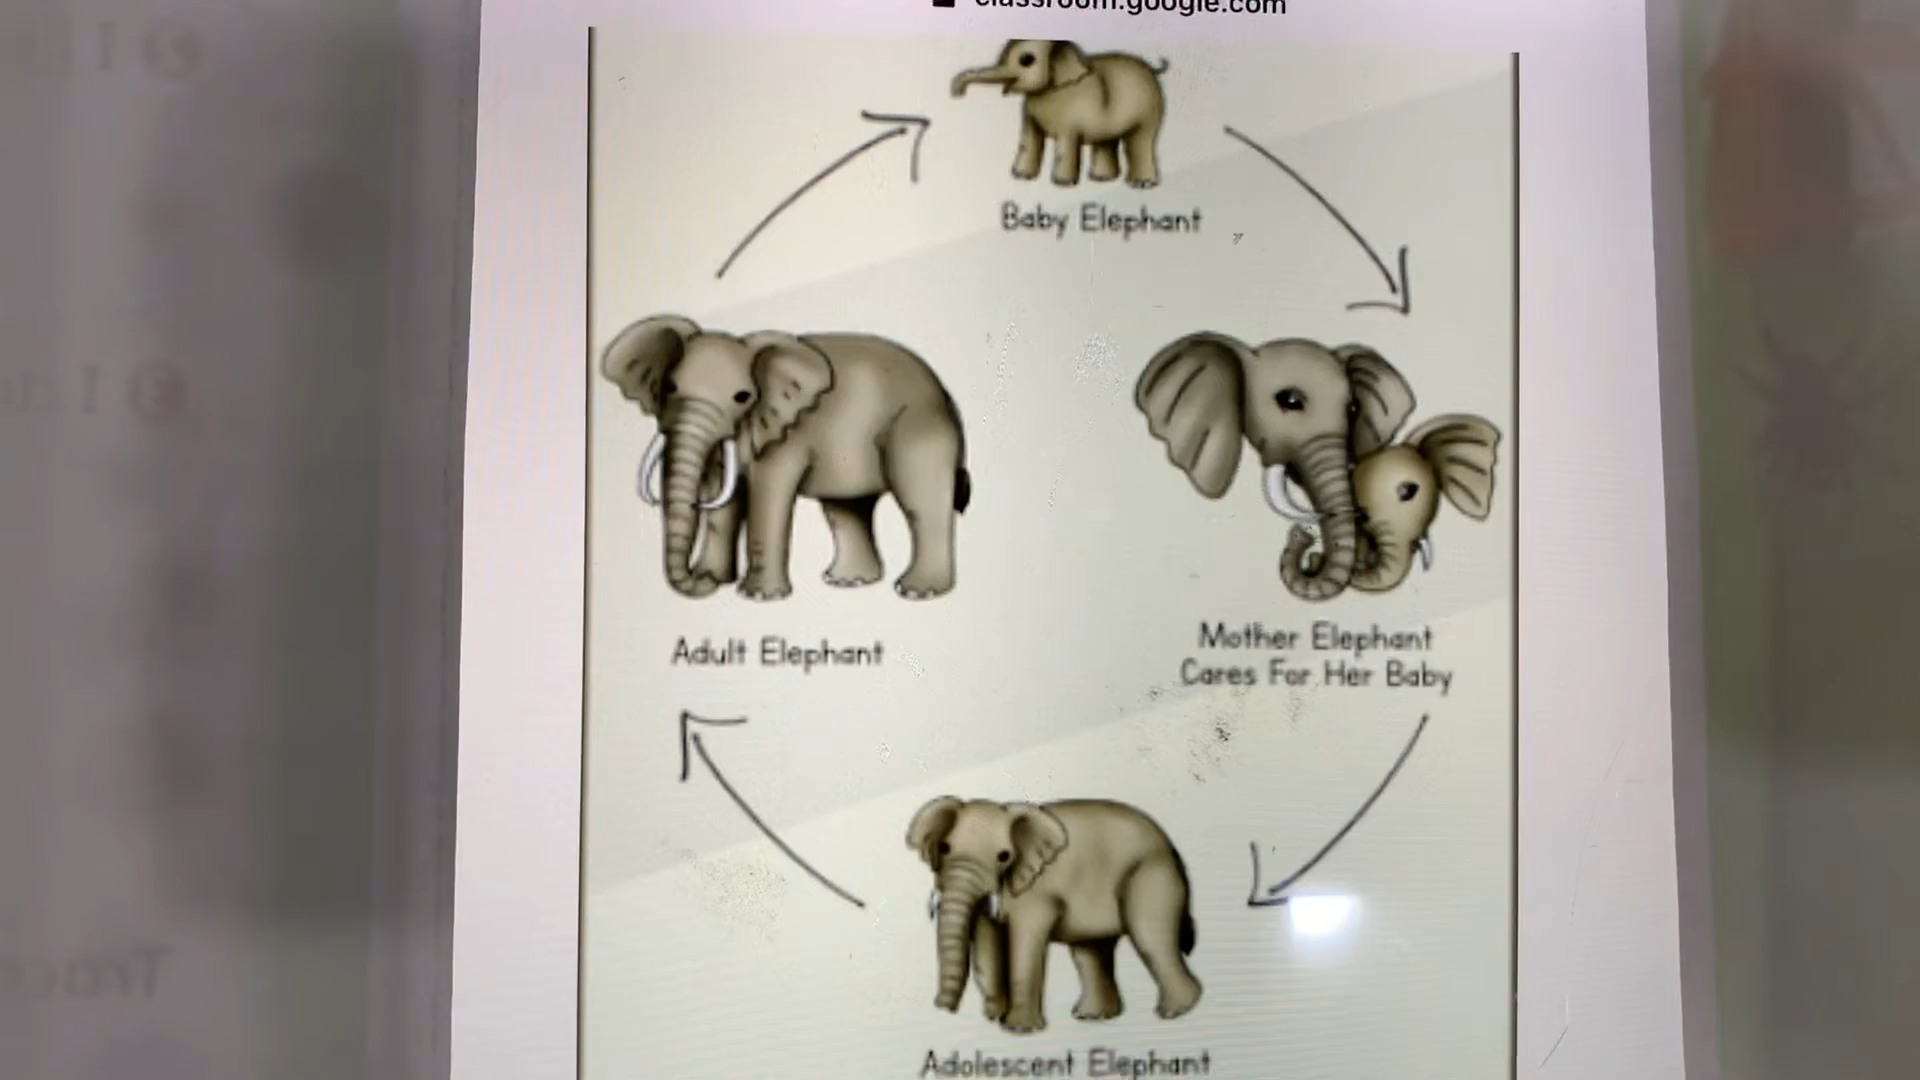 classroom.google.com
Baby Elephant
Adult Elephant
Mother Elephant
Cares For Her Baby
Adolescent Elephant